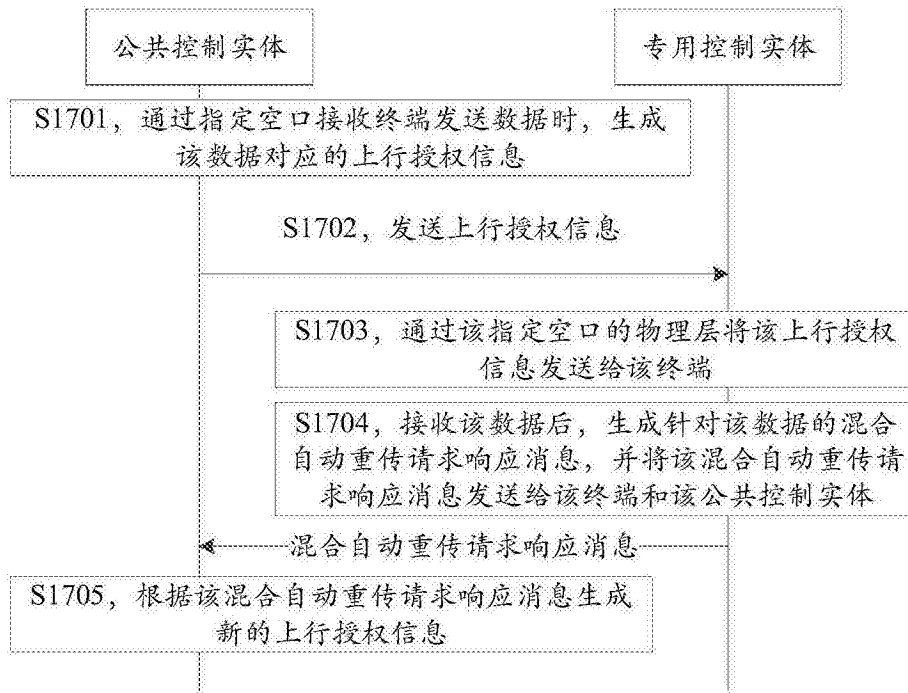 公共控制实体
专用控制实体
S1701，通过指定空口接收终端发送数据时，生成
该数据对应的上行授权信息
S1702，发送上行授权信息
S1703，通过该指定空口的物理层将该上行授权
信息发送给该终端
S1704，接收该数据后，生成针对该数据的混合
自动重传请求响应消息，并将该混合自动重传请
求响应消息发送给该终端和该公共控制实体
混合自动重传请求响应消息
S1705，根据该混合自动重传请求响应消息生成
新的上行授权信息